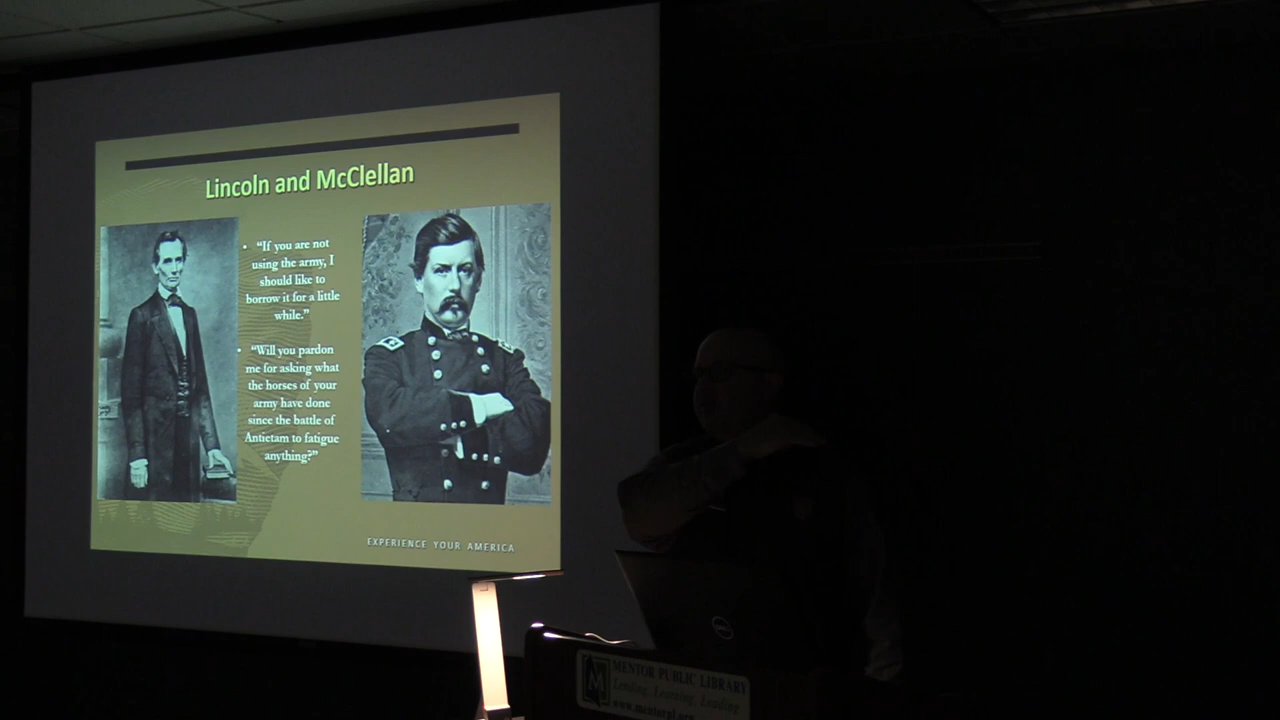 Lincoln and McClellan
• “If you are not
using the army, I
should like to
borrow it for a little
while.”
• “Will you pardon
me for asking what
the horses of your
army have done
since the battle of
Antietam to fatigue
anything?”
EXPERIENCE YOUR AMERICA
DELL
M
MENTOR PUBLIC LIBRARY
Lending, Learning, Leading